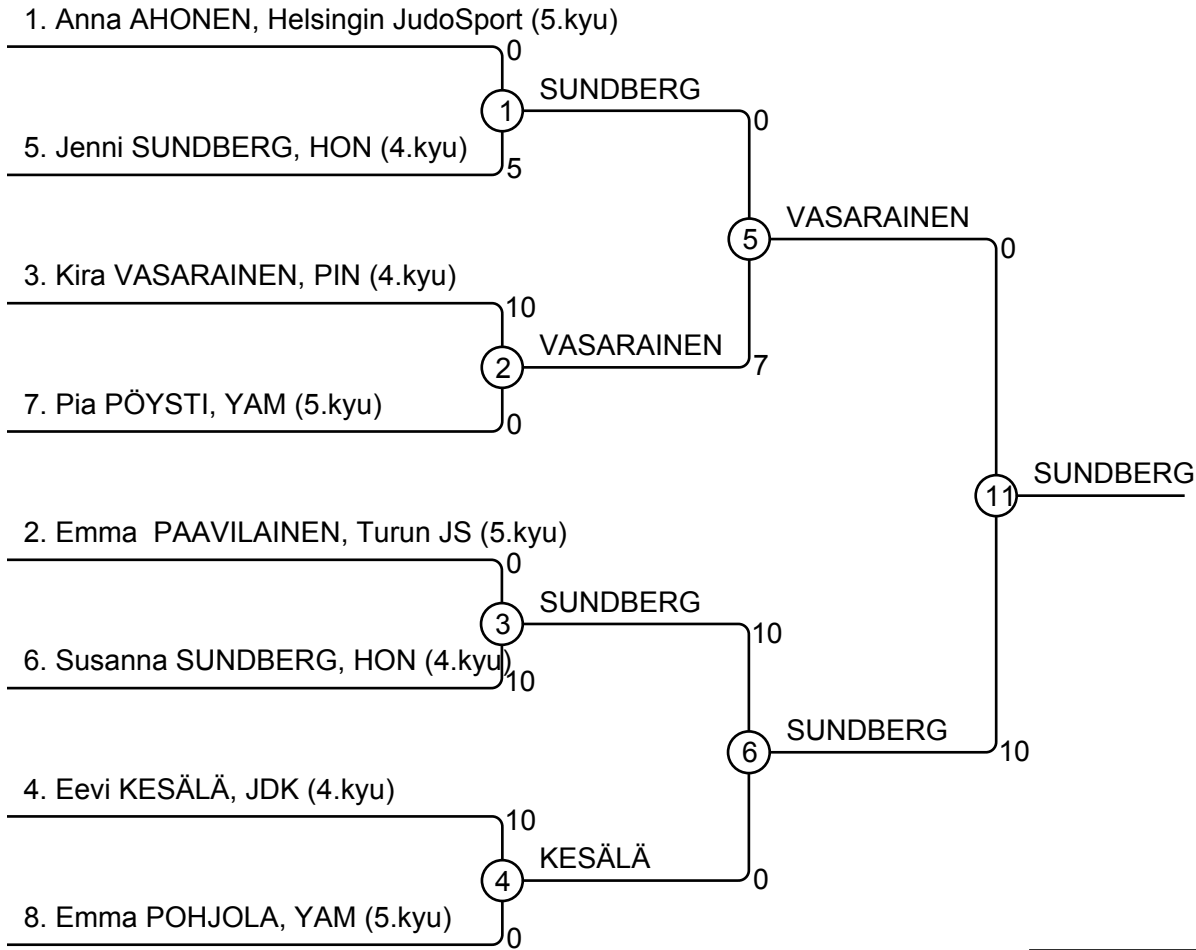 1. Anna AHONEN, Helsingin JudoSport (5.kyu)
0
SUNDBERG
1
0
5. Jenni SUNDBERG, HON (4.kyu)
5
VASARAINEN
5
0
3. Kira VASARAINEN, PIN (4.kyu)
10
VASARAINEN
2
7
7. Pia PÖYSTI, YAM (5.kyu)
0
SUNDBERG
11
2. Emma  PAAVILAINEN, Turun JS (5.kyu)
0
SUNDBERG
3
10
6. Susanna SUNDBERG, HON (4.kyu)
10
SUNDBERG
6
10
4. Eevi KESÄLÄ, JDK (4.kyu)
10
KESÄLÄ
4
0
8. Emma POHJOLA, YAM (5.kyu)
0